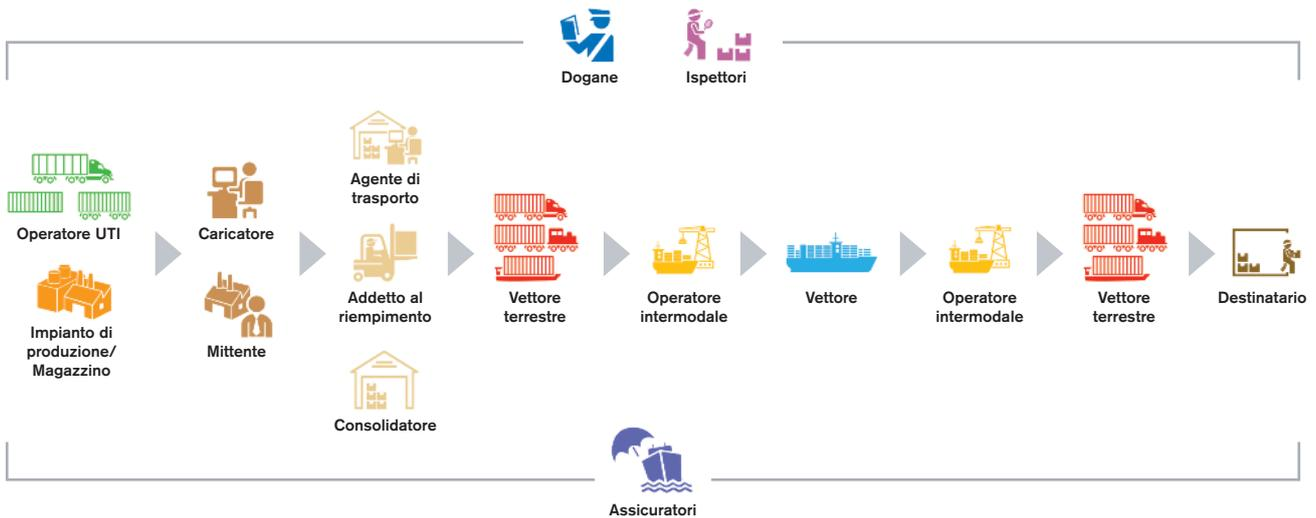 Dogane
Ispettori
Operatore UTI
Impianto di
produzione/
Magazzino
Caricatore
Mittente
Agente di
trasporto
Addetto al
riempimento
Consolidatore
Vettore
terrestre
Operatore
intermodale
Vettore
Operatore
intermodale
Vettore
terrestre
Destinatario
Assicuratori